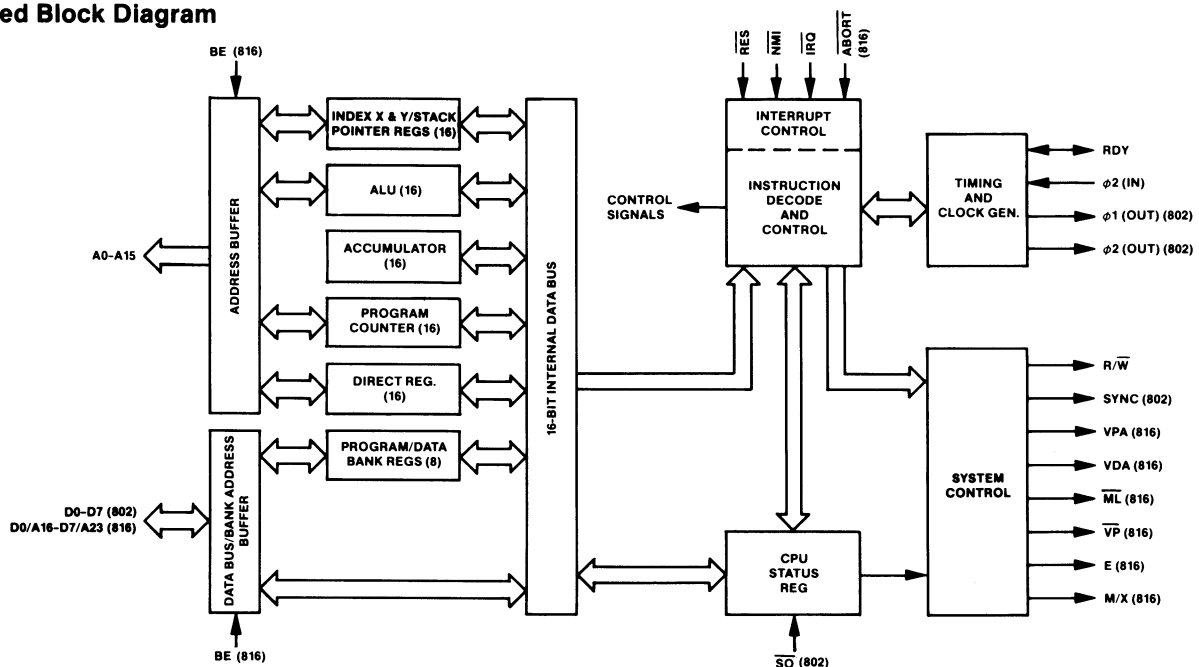 ed Block Diagram
BE (816)
RES
NMI
IRQ
ABORT
(816)
ADDRESS BUFFER
INDEX X & Y/STACK
POINTER REGS (16)
ALU (16)
ACCUMULATOR
(16)
PROGRAM
COUNTER (16)
DIRECT REG.
(16)
PROGRAM/DATA
BANK REGS (8)
A0–A15
D0–D7 (802)
D0/A16–D7/A23 (816)
DATA BUS/BANK ADDRESS
BUFFER
BE (816)
16-BIT INTERNAL DATA BUS
INTERRUPT
CONTROL
INSTRUCTION
DECODE
AND
CONTROL
CONTROL
SIGNALS
TIMING
AND
CLOCK GEN.
RDY
ϕ2 (IN)
ϕ1 (OUT) (802)
ϕ2 (OUT) (802)
CPU
STATUS
REG
SO (802)
SYSTEM
CONTROL
R/W
SYNC (802)
VPA (816)
VDA (816)
ML (816)
VP (816)
E (816)
M/X (816)